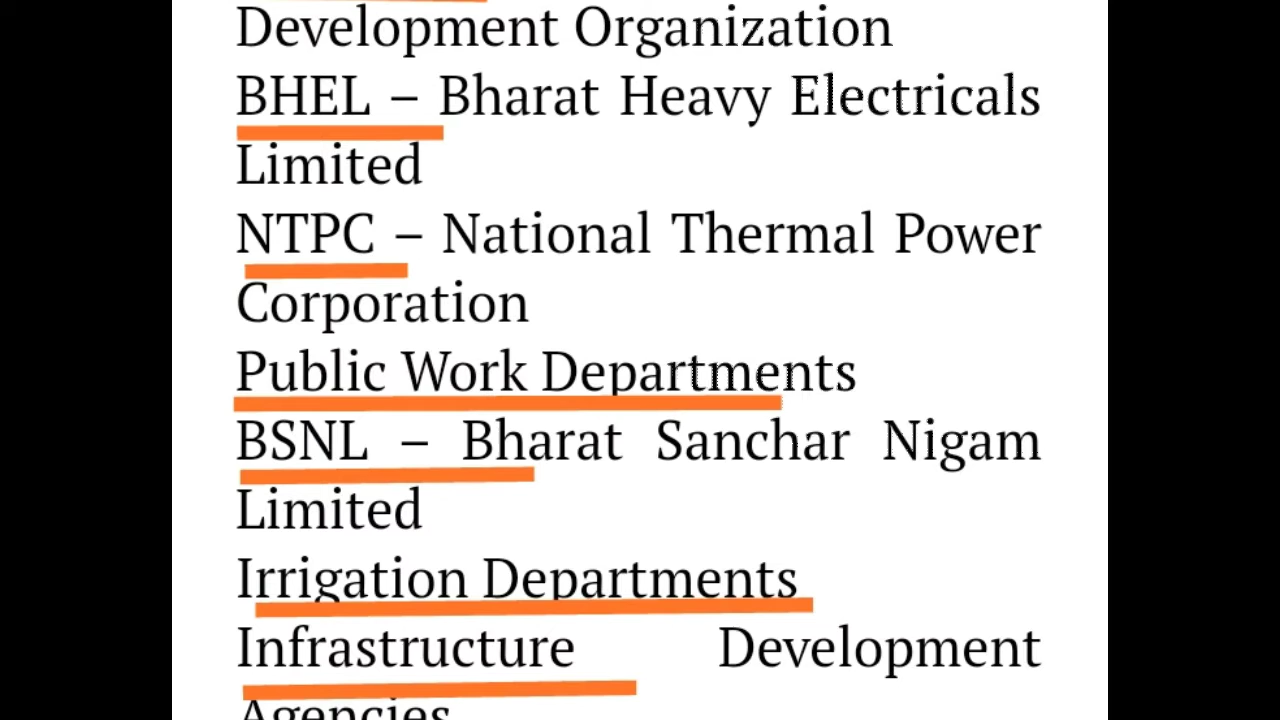 Development Organization
BHEL – Bharat Heavy Electricals
Limited
NTPC – National Thermal Power
Corporation
Public Work Departments
BSNL – Bharat Sanchar Nigam
Limited
Irrigation Departments
Infrastructure Development
Agencies